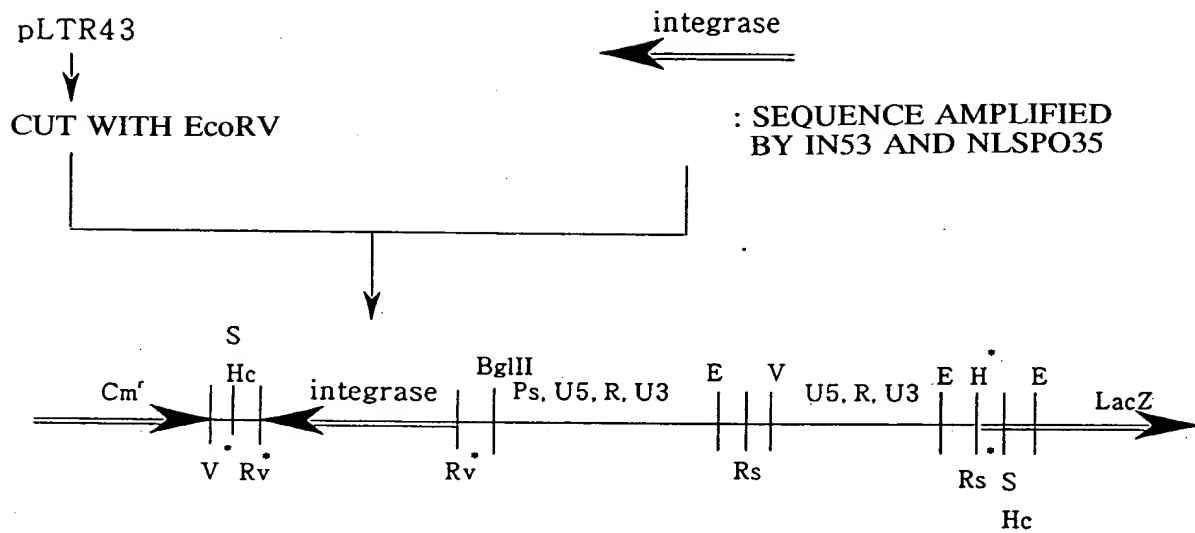 pLTR43
integrase
CUT WITH EcoRV
: SEQUENCE AMPLIFIED
BY IN53 AND NLSPO35
S
Hc
Cmʳ
integrase
BglII
Ps, U5, R, U3
E
V
U5, R, U3
E
H*
E
LacZ
V*
Rv*
Rv*
Rs
Rs*
S
Hc